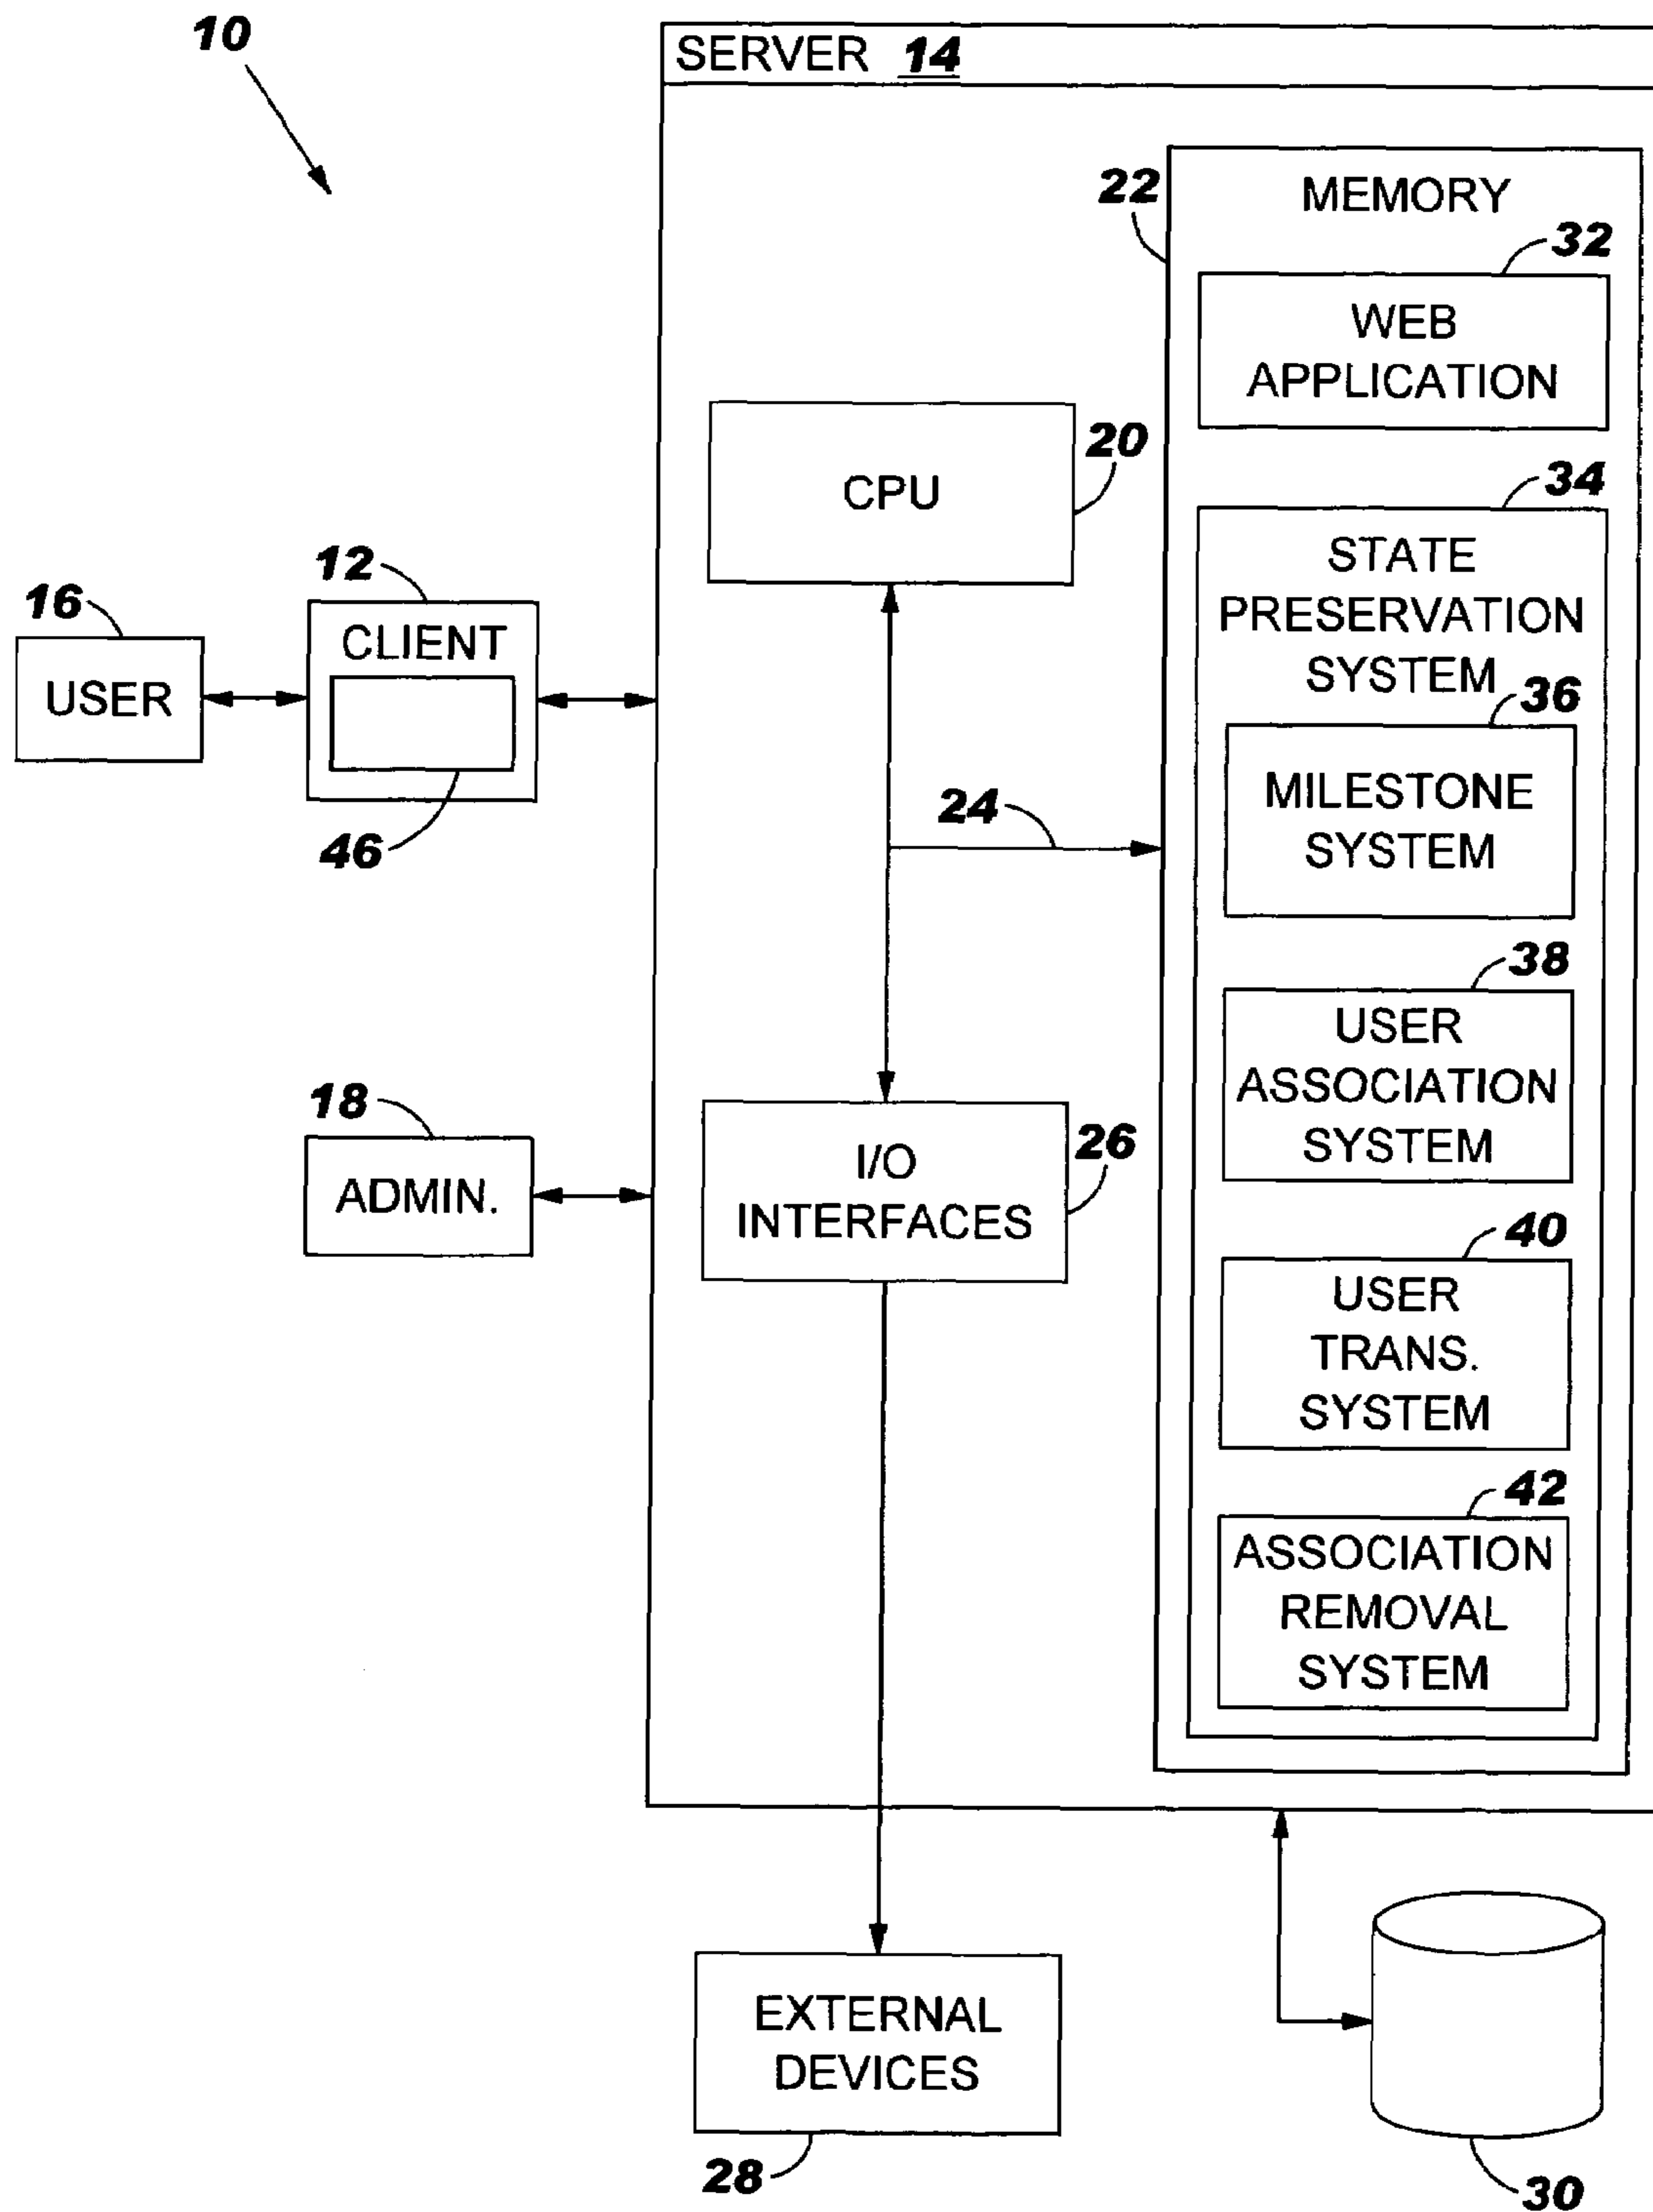 10
SERVER 14
22
MEMORY
32
WEB
APPLICATION
20
CPU
34
STATE
PRESERVATION
SYSTEM
12
16
CLIENT
USER
36
MILESTONE
SYSTEM
24
46
38
USER
ASSOCIATION
SYSTEM
18
ADMIN.
26
I/O
INTERFACES
40
USER
TRANS.
SYSTEM
42
ASSOCIATION
REMOVAL
SYSTEM
EXTERNAL
DEVICES
28
30